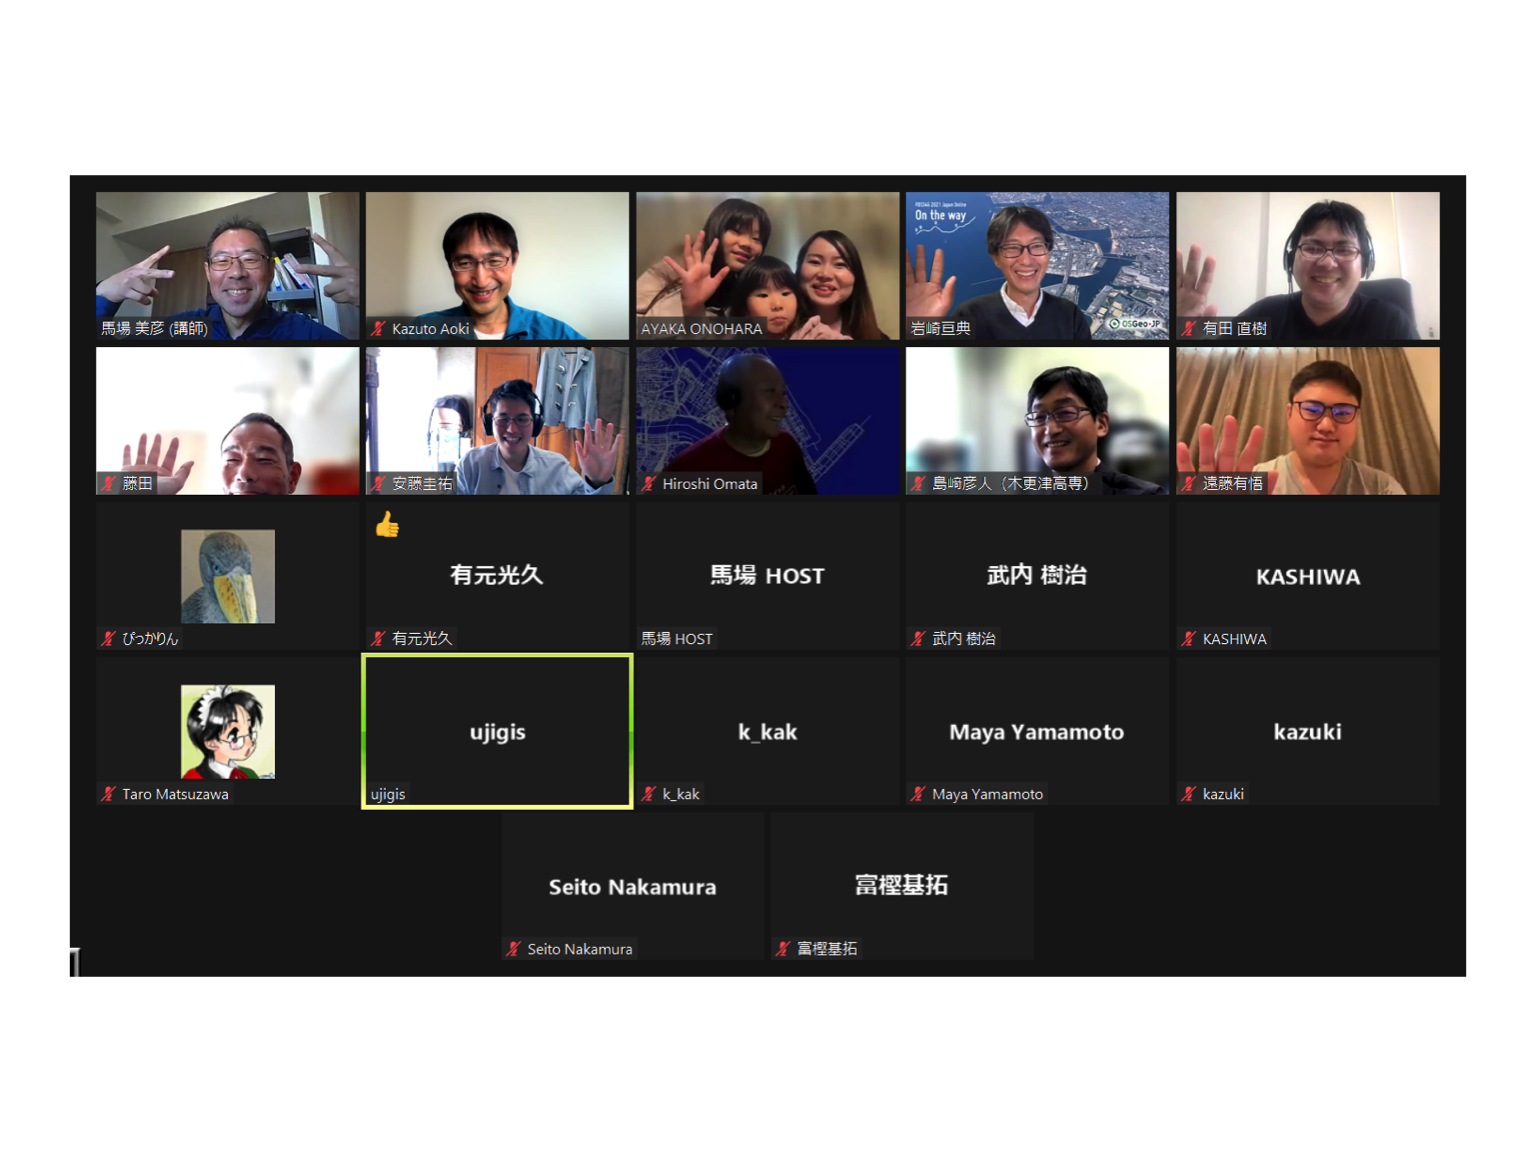 馬場 美彦 (講師)
Kazuto Aoki
AYAKA ONOHARA
FOSS4G 2021 Japan Online
On the way
OSGeo-JP
岩崎亘典
有田 直樹
藤田
安藤圭祐
Hiroshi Omata
島崎彦人（木更津高専）
遠藤有悟
ぴっかりん
有元光久
有元光久
馬場 HOST
馬場 HOST
武内 樹治
武内 樹治
KASHIWA
KASHIWA
Taro Matsuzawa
ujigis
ujigis
k_kak
k_kak
Maya Yamamoto
Maya Yamamoto
kazuki
kazuki
Seito Nakamura
Seito Nakamura
富樫基拓
富樫基拓